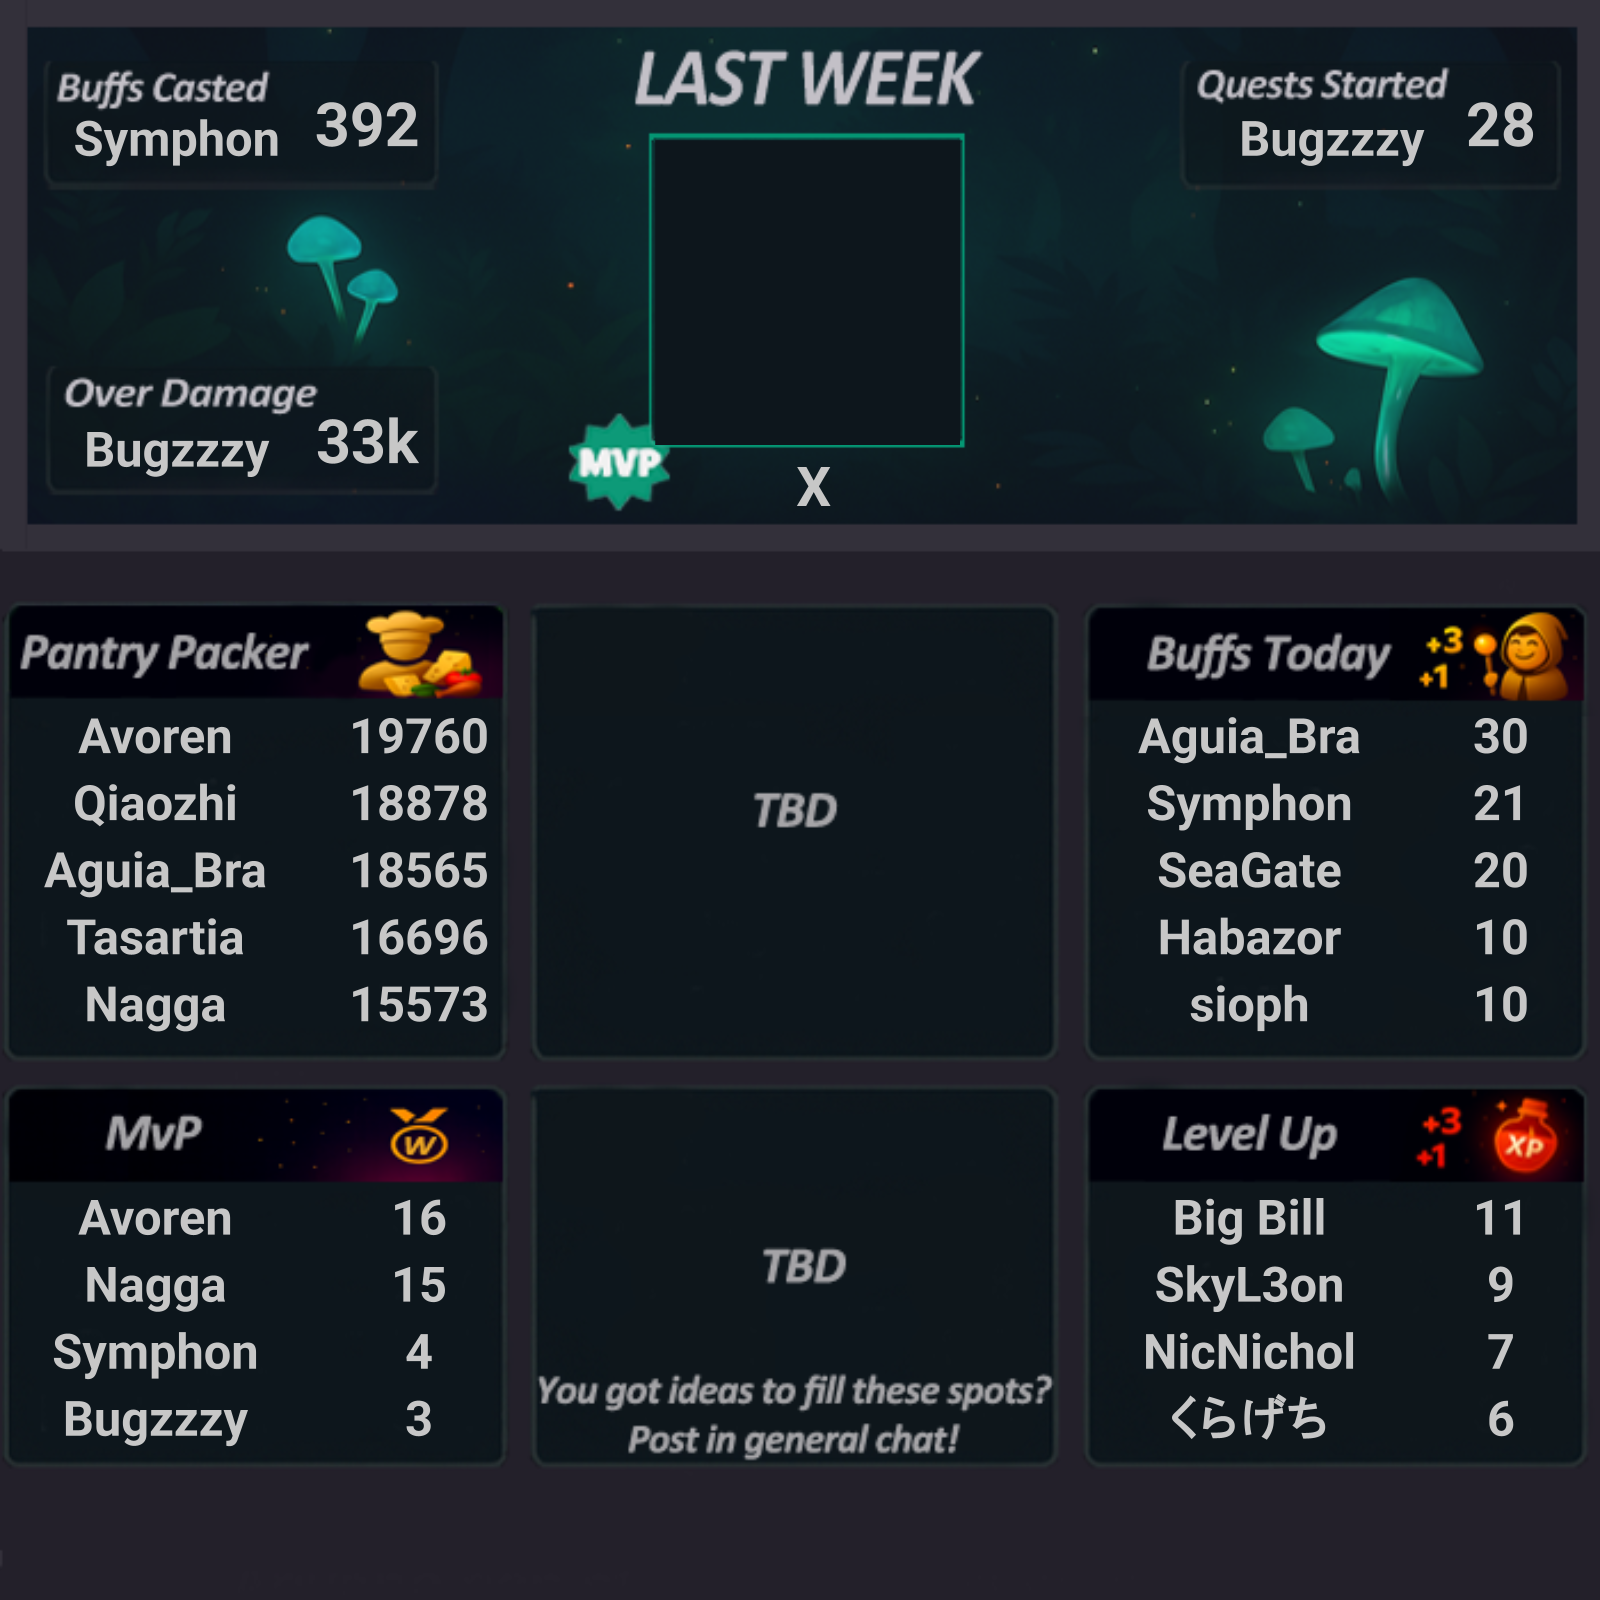 LAST WEEK
Buffs Casted
Symphon 392
Quests Started
Bugzzzy 28
Over Damage
Bugzzzy 33k
MVP
X
Pantry Packer
Avoren 19760
Qiaozhi 18878
Aguia_Bra 18565
Tasartia 16696
Nagga 15573
TBD
Buffs Today +3 +1
Aguia_Bra 30
Symphon 21
SeaGate 20
Habazor 10
sioph 10
MvP W
Avoren 16
Nagga 15
Symphon 4
Bugzzzy 3
TBD
You got ideas to fill these spots?
Post in general chat!
Level Up +3 +1 XP
Big Bill 11
SkyL3on 9
NicNichol 7
くらげち 6